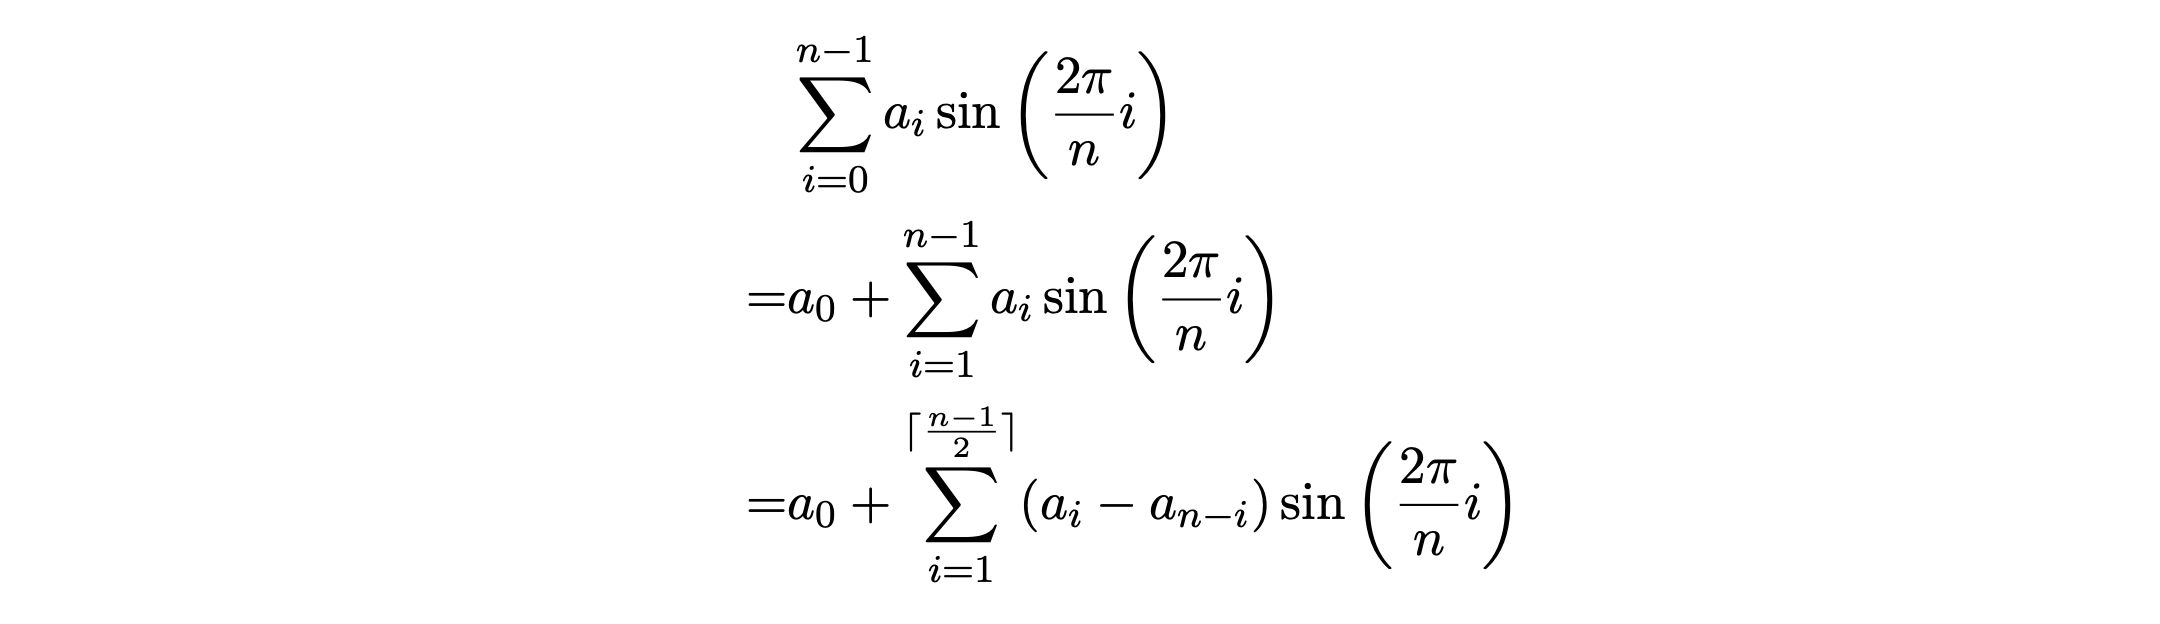 \sum_{i=0}^{n-1} a_i \sin\left(\frac{2\pi}{n}i\right)
=a_0 + \sum_{i=1}^{n-1} a_i \sin\left(\frac{2\pi}{n}i\right)
=a_0 + \sum_{i=1}^{\lceil\frac{n-1}{2}\rceil} (a_i - a_{n-i}) \sin\left(\frac{2\pi}{n}i\right)